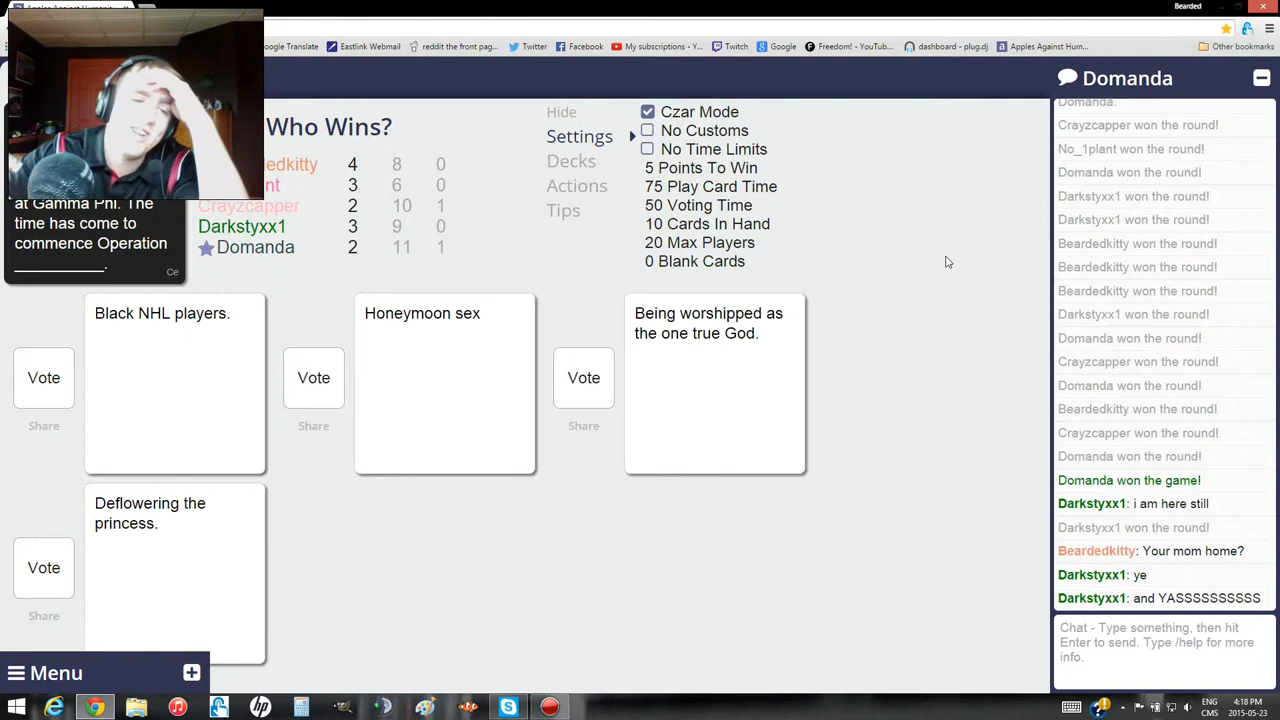 Bearded
Google Translate
Eastlink Webmail
reddit the front pag...
Twitter
Facebook
My subscriptions - Y...
Twitch
Google
Freedom! - YouTub...
dashboard - plug.dj
Apples Against Hum...
Other bookmarks
Domanda
Who Wins?
edkitty 4 8 0
nt 3 6 0
Crayzcapper 2 10 1
Darkstyxx1 3 9 0
Domanda 2 11 1
Hide
Settings
Decks
Actions
Tips
Czar Mode
No Customs
No Time Limits
5 Points To Win
75 Play Card Time
50 Voting Time
10 Cards In Hand
20 Max Players
0 Blank Cards
at Gamma Phi. The
time has come to
commence Operation
__________.
Ce
Vote
Share
Black NHL players.
Vote
Share
Honeymoon sex
Vote
Share
Being worshipped as
the one true God.
Vote
Share
Deflowering the
princess.
Domanda.
Crayzcapper won the round!
No_1plant won the round!
Domanda won the round!
Darkstyxx1 won the round!
Darkstyxx1 won the round!
Beardedkitty won the round!
Beardedkitty won the round!
Beardedkitty won the round!
Darkstyxx1 won the round!
Domanda won the round!
Crayzcapper won the round!
Domanda won the round!
Beardedkitty won the round!
Crayzcapper won the round!
Domanda won the round!
Domanda won the game!
Darkstyxx1: i am here still
Darkstyxx1 won the round!
Beardedkitty: Your mom home?
Darkstyxx1: ye
Darkstyxx1: and YASSSSSSSSSS
Chat - Type something, then hit
Enter to send. Type /help for more
info.
Menu
ENG
CMS
4:18 PM
2015-05-23